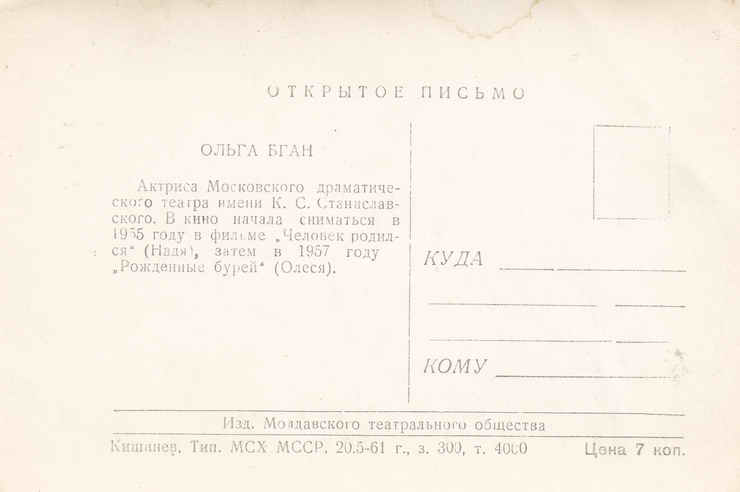 ОТКРЫТОЕ ПИСЬМО
ОЛЬГА БГАН
Актриса Московского драматиче-
ского театра имени К. С. Станислав-
ского. В кино начала сниматься в
1955 году в фильме „Человек родил-
ся“ (Надя), затем в 1957 году
„Рожденные бурей“ (Олеся).
КУДА
КОМУ
Изд. Молдавского театрального общества
Кишинев, Тип. МСХ МССР. 20.5-61 г., з. 300, т. 4000
Цена 7 коп.